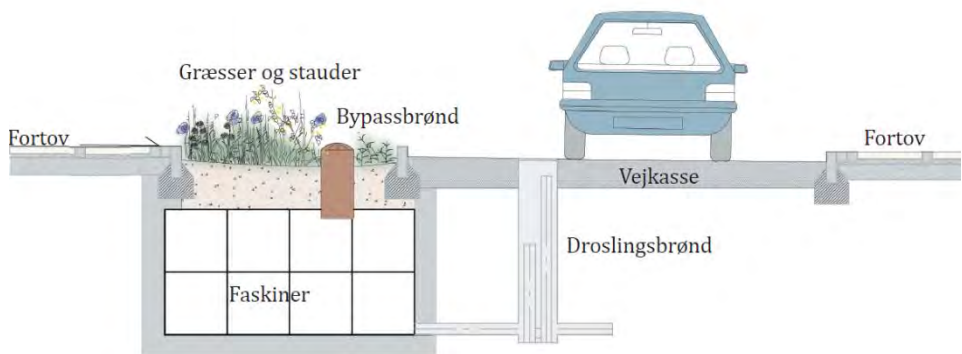 Græsser og stauder
Bypassbrønd
Fortov
Fortov
Vejkasse
Droslingsbrønd
Faskiner